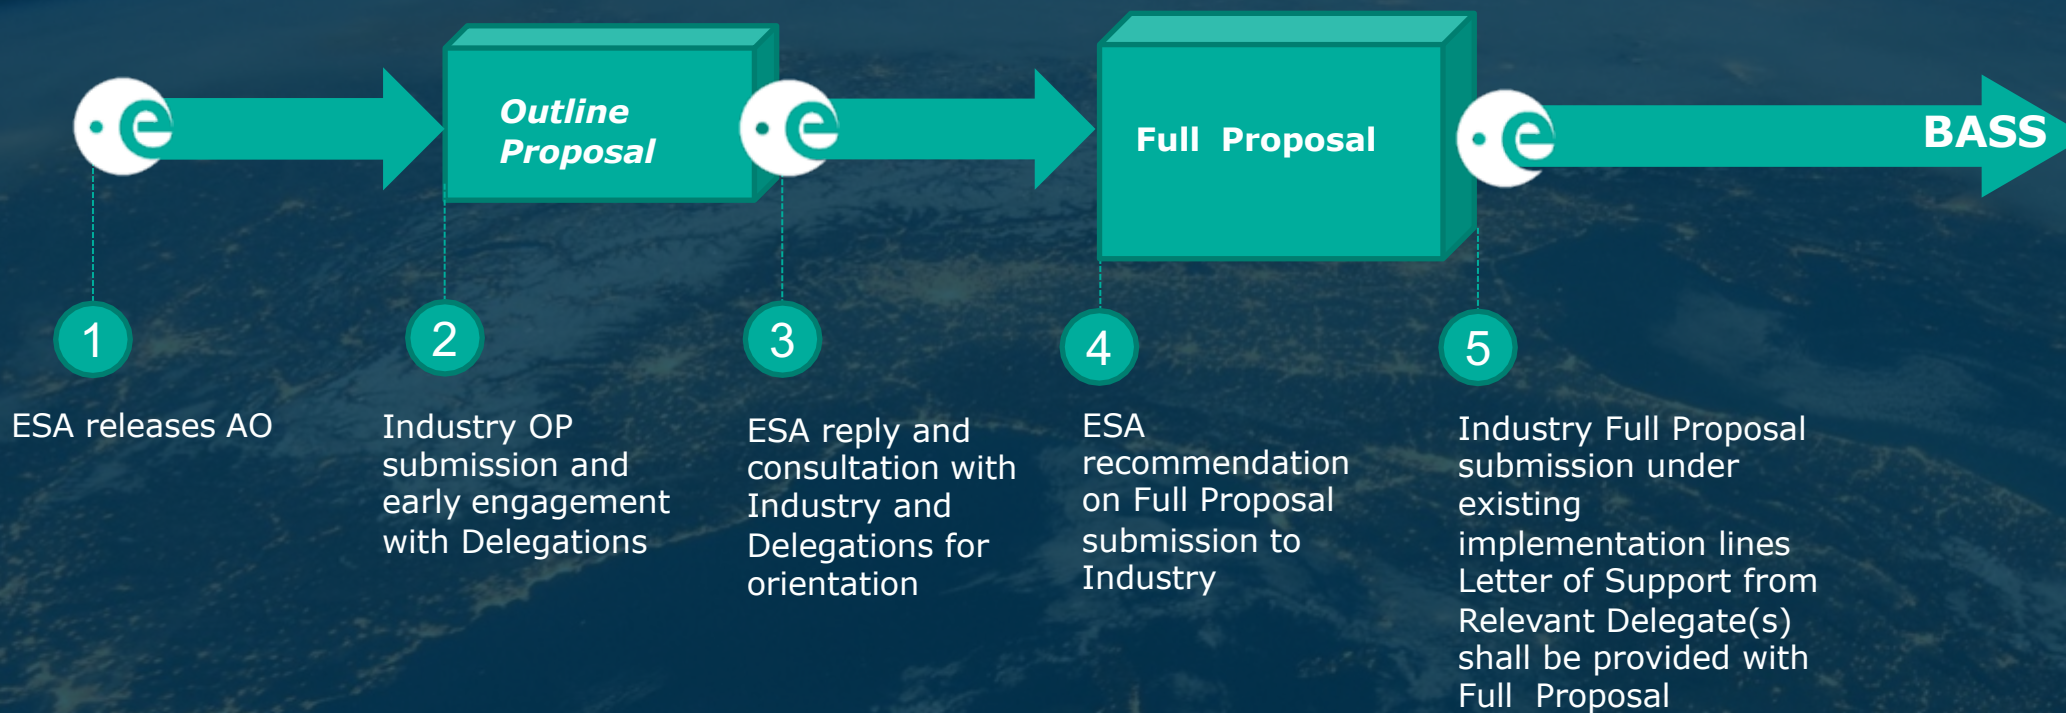 Outline
Proposal
Full Proposal
BASS
1
2
3
4
5
ESA releases AO
Industry OP
submission and
early engagement
with Delegations
ESA reply and
consultation with
Industry and
Delegations for
orientation
ESA
recommendation
on Full Proposal
submission to
Industry
Industry Full Proposal
submission under
existing
implementation lines
Letter of Support from
Relevant Delegate(s)
shall be provided with
Full Proposal